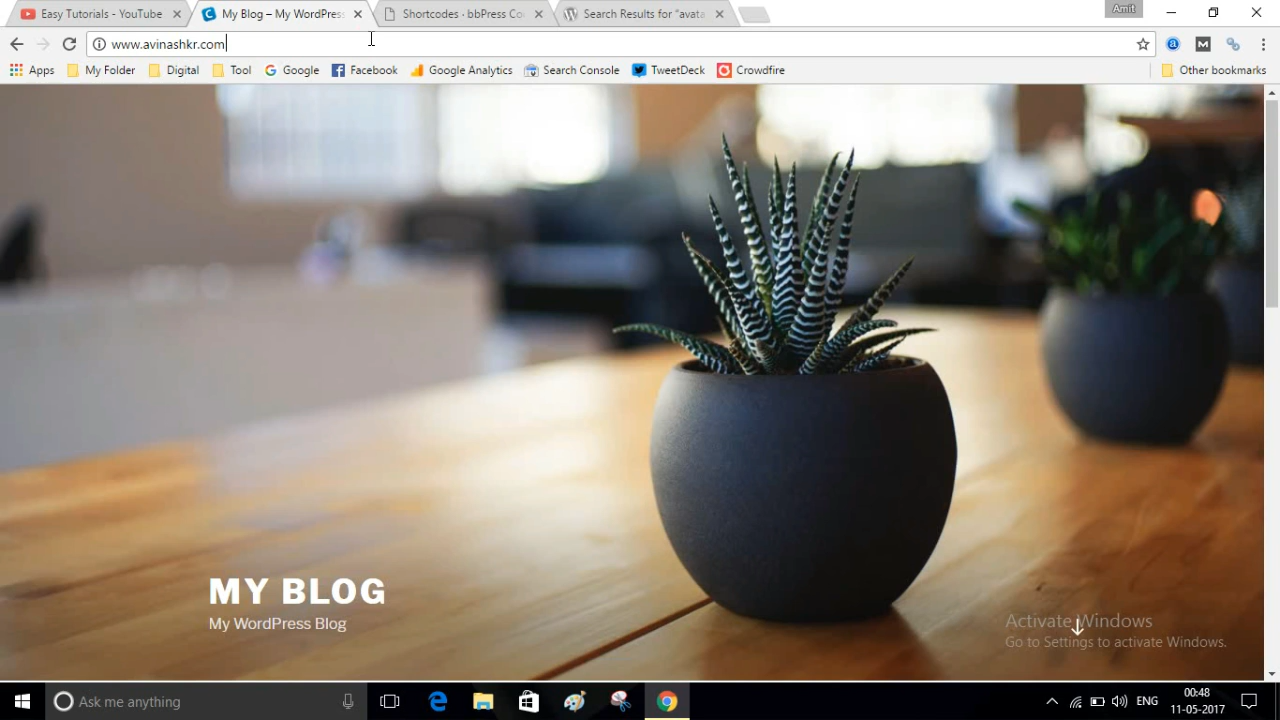 Easy Tutorials - YouTube
My Blog – My WordPress
Shortcodes · bbPress Co
Search Results for "avata
Amit
www.avinashkr.com
Apps
My Folder
Digital
Tool
Google
Facebook
Google Analytics
Search Console
TweetDeck
Crowdfire
Other bookmarks
MY BLOG
My WordPress Blog
Activate Windows
Go to Settings to activate Windows.
Ask me anything
ENG
00:48
11-05-2017